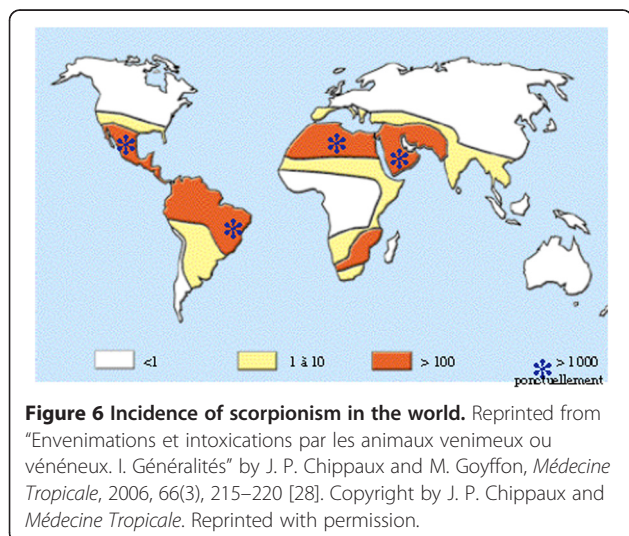 <1
1 à 10
> 100
> 1000
ponctuellement
Figure 6 Incidence of scorpionism in the world. Reprinted from
"Envenimations et intoxications par les animaux venimeux ou
vénéneux. I. Généralités" by J. P. Chippaux and M. Goyffon, Médecine
Tropicale, 2006, 66(3), 215–220 [28]. Copyright by J. P. Chippaux and
Médecine Tropicale. Reprinted with permission.